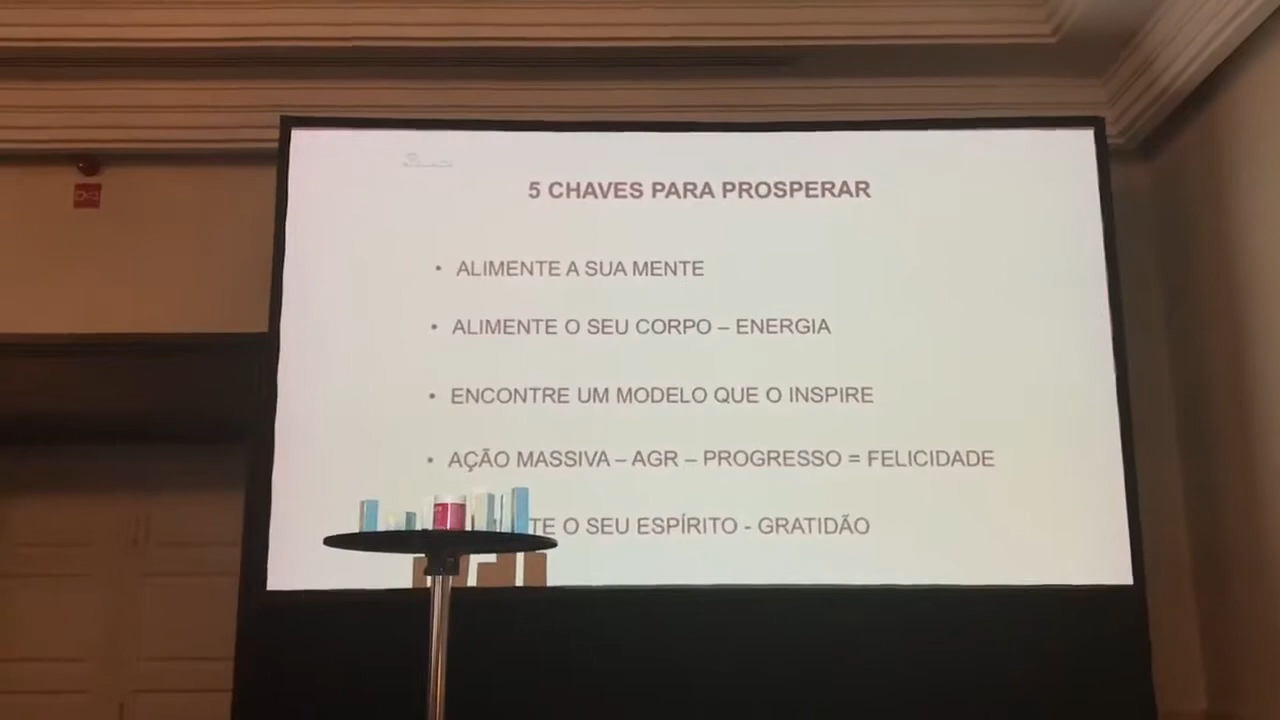 5 CHAVES PARA PROSPERAR
• ALIMENTE A SUA MENTE
• ALIMENTE O SEU CORPO – ENERGIA
• ENCONTRE UM MODELO QUE O INSPIRE
• AÇÃO MASSIVA – AGR – PROGRESSO = FELICIDADE
TE O SEU ESPÍRITO - GRATIDÃO